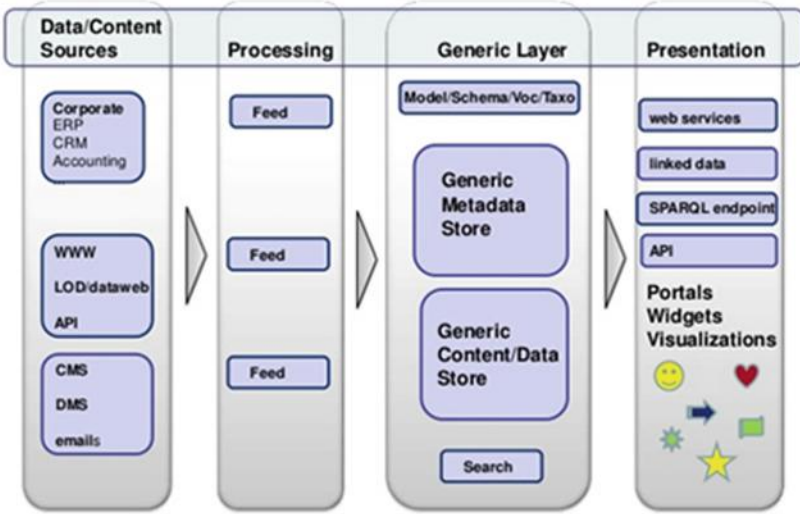 Data/Content
Sources
Corporate
ERP
CRM
Accounting
...
WWW
LOD/dataweb
API
CMS
DMS
emails
Processing
Feed
Feed
Feed
Generic Layer
Model/Schema/Voc/Taxo
Generic
Metadata
Store
Generic
Content/Data
Store
Search
Presentation
web services
linked data
SPARQL endpoint
API
Portals
Widgets
Visualizations